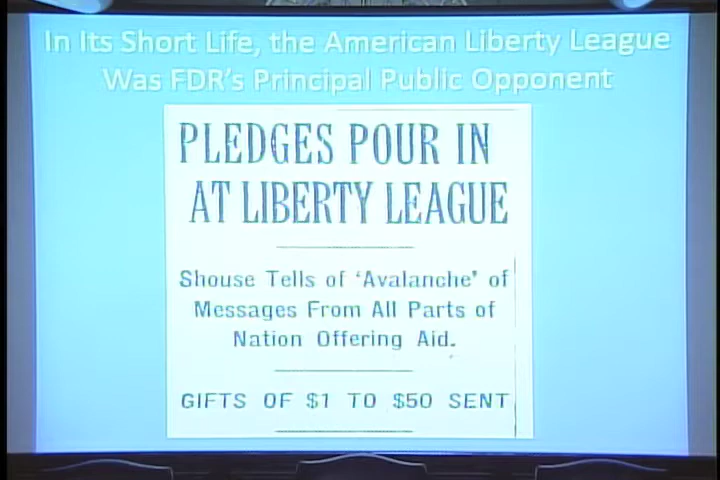 In Its Short Life, the American Liberty League
Was FDR's Principal Public Opponent
PLEDGES POUR IN
AT LIBERTY LEAGUE
Shouse Tells of 'Avalanche' of
Messages From All Parts of
Nation Offering Aid.
GIFTS OF $1 TO $50 SENT